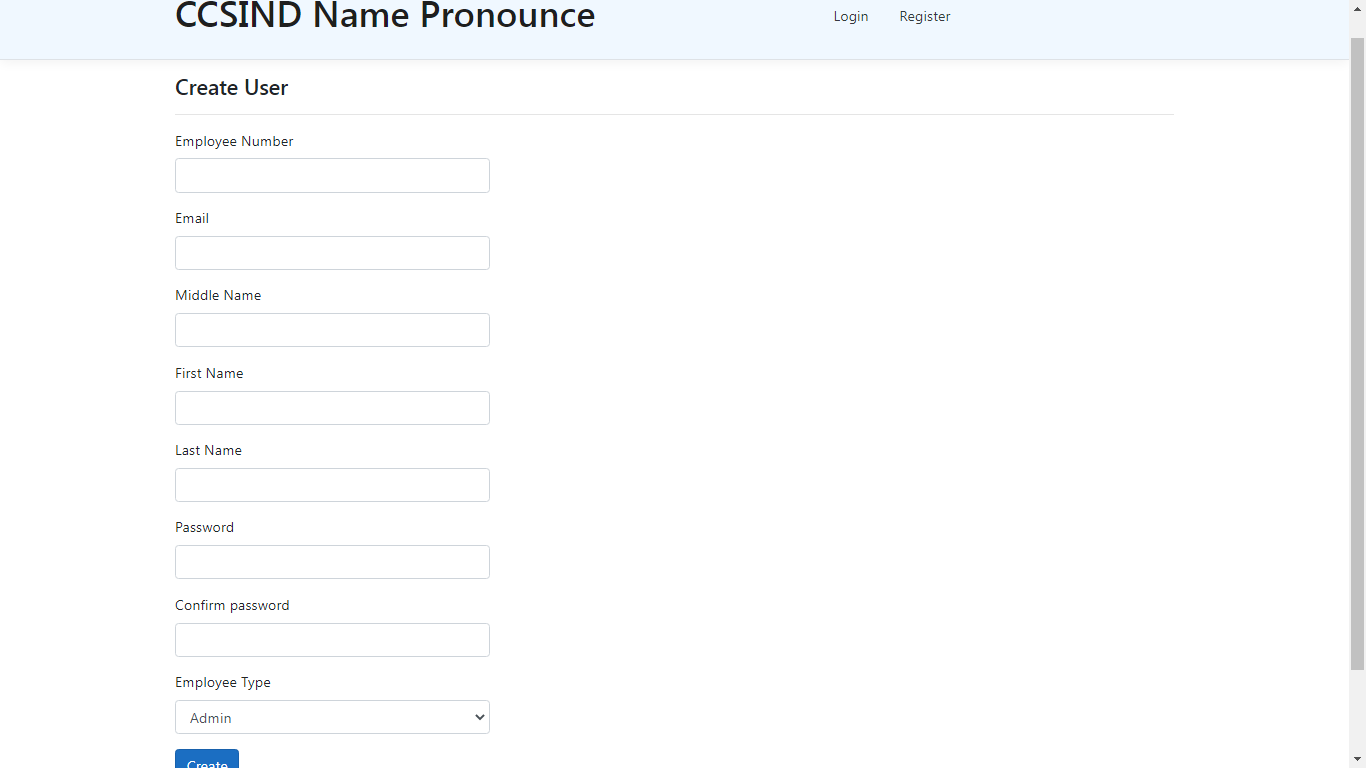 CCSIND Name Pronounce
Login Register
Create User
Employee Number
Email
Middle Name
First Name
Last Name
Password
Confirm password
Employee Type
Admin
Create